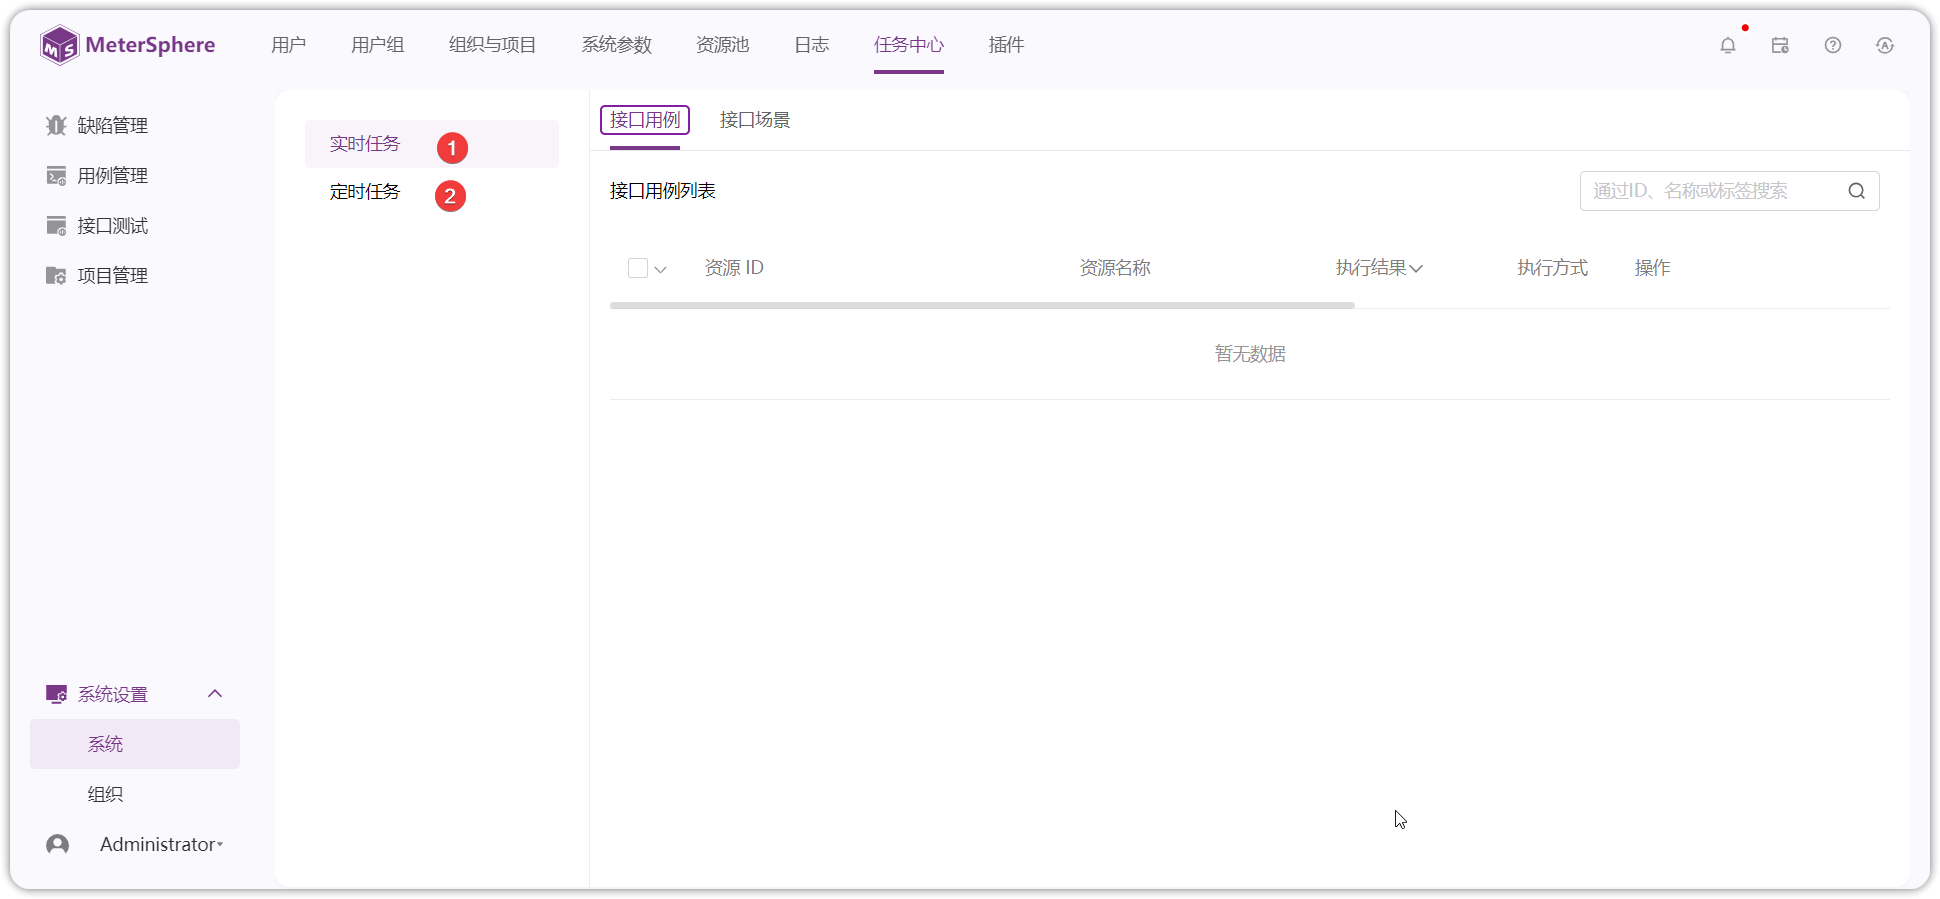 MeterSphere
用户
用户组
组织与项目
系统参数
资源池
日志
任务中心
插件
缺陷管理
用例管理
接口测试
项目管理
系统设置
系统
组织
Administrator
实时任务 1
定时任务 2
接口用例
接口场景
接口用例列表
通过ID、名称或标签搜索
资源 ID
资源名称
执行结果
执行方式
操作
暂无数据